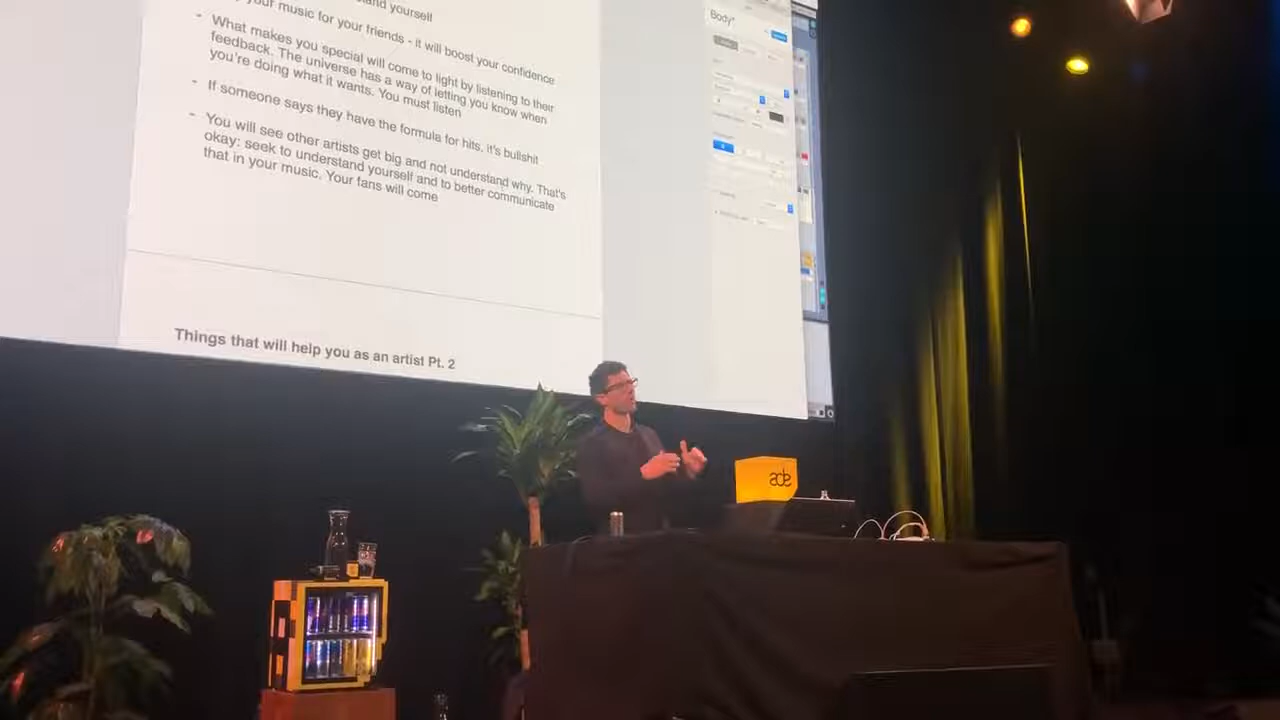 and yourself
your music for your friends - it will boost your confidence
- What makes you special will come to light by listening to their
feedback. The universe has a way of letting you know when
you're doing what it wants. You must listen
- If someone says they have the formula for hits, it's bullshit
- You will see other artists get big and not understand why. That's
okay: seek to understand yourself and to better communicate
that in your music. Your fans will come
Things that will help you as an artist Pt. 2
Body*
ade